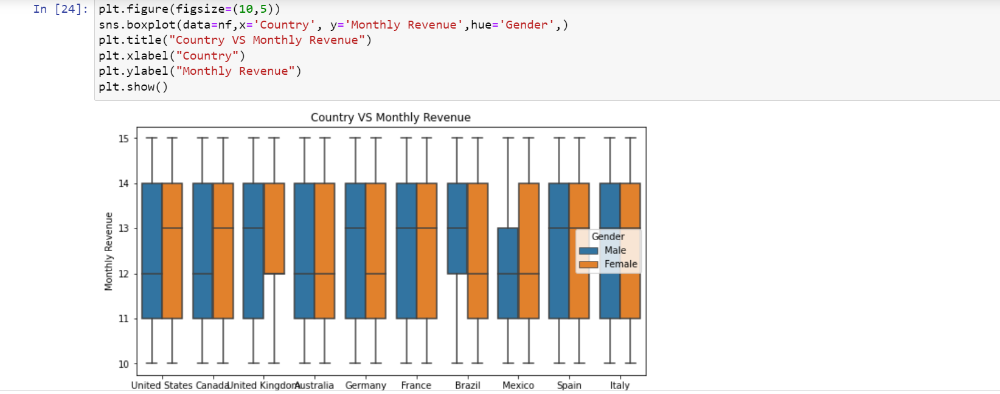 In [24]: plt.figure(figsize=(10,5))
sns.boxplot(data=nf,x='Country', y='Monthly Revenue',hue='Gender',)
plt.title("Country VS Monthly Revenue")
plt.xlabel("Country")
plt.ylabel("Monthly Revenue")
plt.show()
Country VS Monthly Revenue
15
14
13
12
11
10
Monthly Revenue
Gender
Male
Female
United States Canada United Kingdom Australia Germany France Brazil Mexico Spain Italy